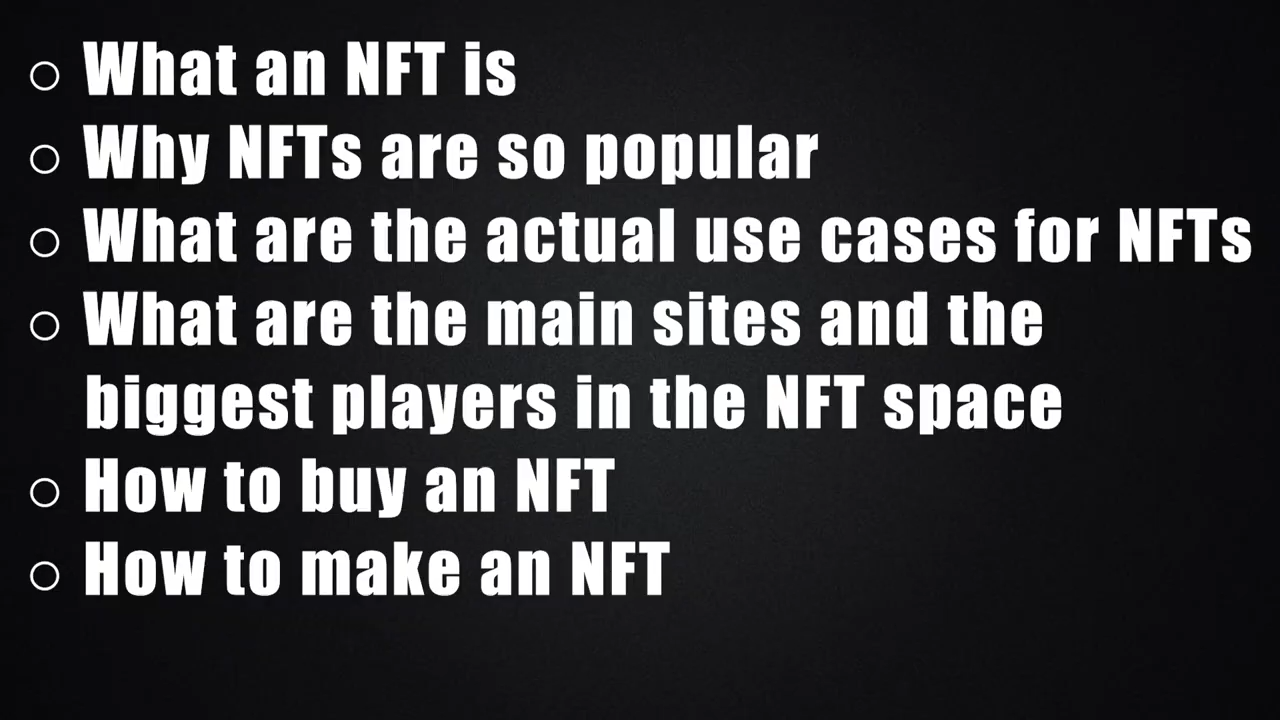 ○ What an NFT is
○ Why NFTs are so popular
○ What are the actual use cases for NFTs
○ What are the main sites and the
biggest players in the NFT space
○ How to buy an NFT
○ How to make an NFT